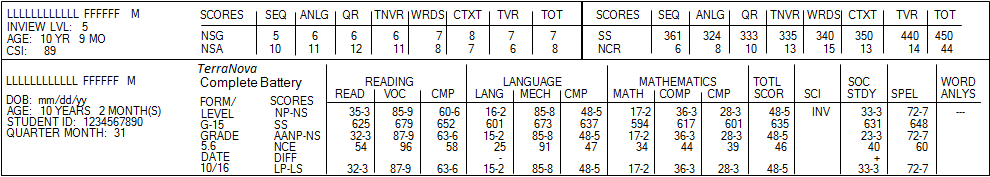 LLLLLLLLLLLL FFFFFF M SCORES SEQ ANLG QR TNVR WRDS CTXT TVR TOT SCORES SEQ ANLG QR TNVR WRDS CTXT TVR TOT
INVIEW LVL: 5
AGE: 10 YR 9 MO NSG 5 6 6 6 7 8 7 7 SS 361 324 333 335 340 350 440 450
CSI: 89 NSA 10 11 12 11 8 7 6 8 NCR 6 8 10 13 15 13 14 44
TerraNova
LLLLLLLLLLLL FFFFFF M Complete Battery READING LANGUAGE MATHEMATICS TOTL SOC WORD
READ VOC CMP LANG MECH CMP MATH COMP CMP SCOR SCI STDY SPEL ANLYS
DOB: mm/dd/yy FORM/ SCORES
AGE: 10 YEARS 2 MONTH(S) LEVEL NP-NS 35-3 85-9 60-6 16-2 85-8 48-5 17-2 36-3 28-3 48-5 INV 33-3 72-7 ---
STUDENT ID: 1234567890 G-15 SS 625 679 652 601 673 637 594 617 601 635 631 648
QUARTER MONTH: 31 GRADE AANP-NS 32-3 87-9 63-6 15-2 85-8 48-5 17-2 36-3 28-3 48-5 23-3 72-7
5.6 NCE 54 96 58 25 91 47 34 44 39 46 40 60
DATE DIFF - +
10/16 LP-LS 32-3 87-9 63-6 15-2 85-8 48-5 17-2 36-3 28-3 48-5 33-3 72-7